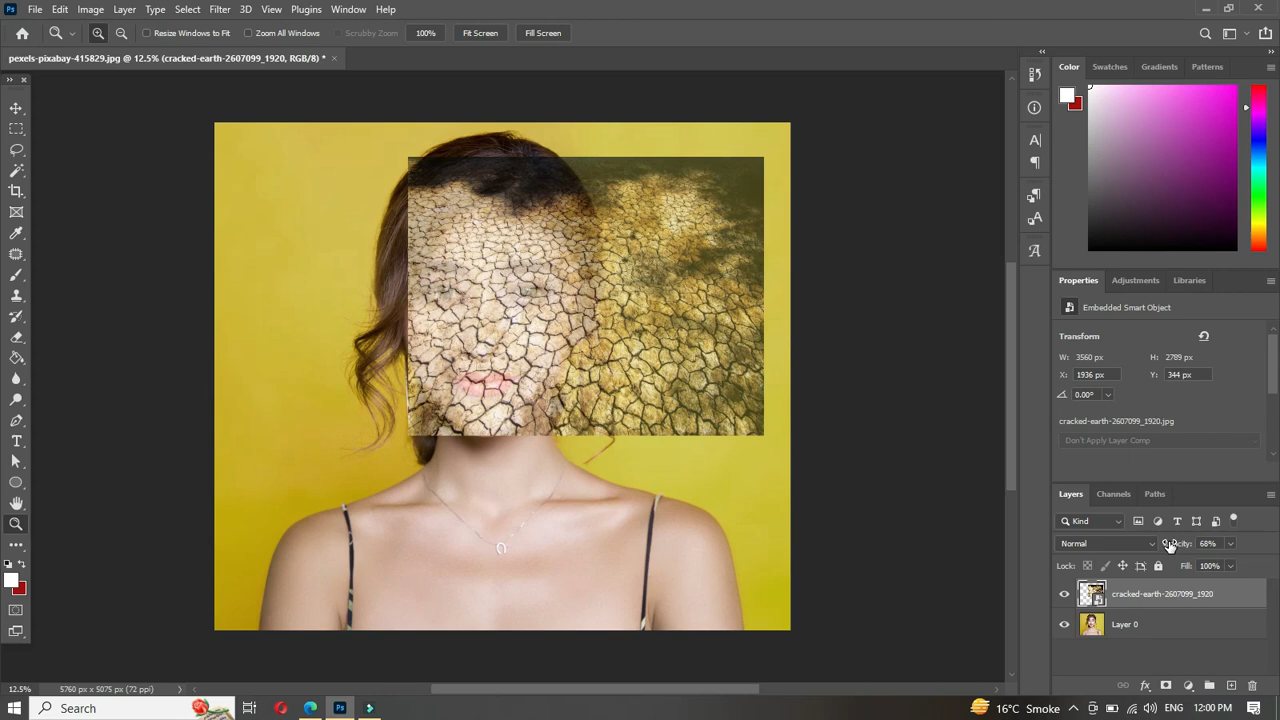 Ps File Edit Image Layer Type Select Filter 3D View Plugins Window Help
Resize Windows to Fit Zoom All Windows Scrubby Zoom 100% Fit Screen Fill Screen
pexels-pixabay-415829.jpg @ 12.5% (cracked-earth-2607099_1920, RGB/8) * ×
Color Swatches Gradients Patterns
Properties Adjustments Libraries
Embedded Smart Object
Transform
W: 3560 px H: 2789 px
X: 1936 px Y: 344 px
0.00°
cracked-earth-2607099_1920.jpg
Don't Apply Layer Comp
Layers Channels Paths
Kind
Normal 68%
Lock: Fill: 100%
cracked-earth-2607099_1920
Layer 0
12.5% 5760 px x 5075 px (72 ppi)
Search Ps 16°C Smoke ENG 12:00 PM